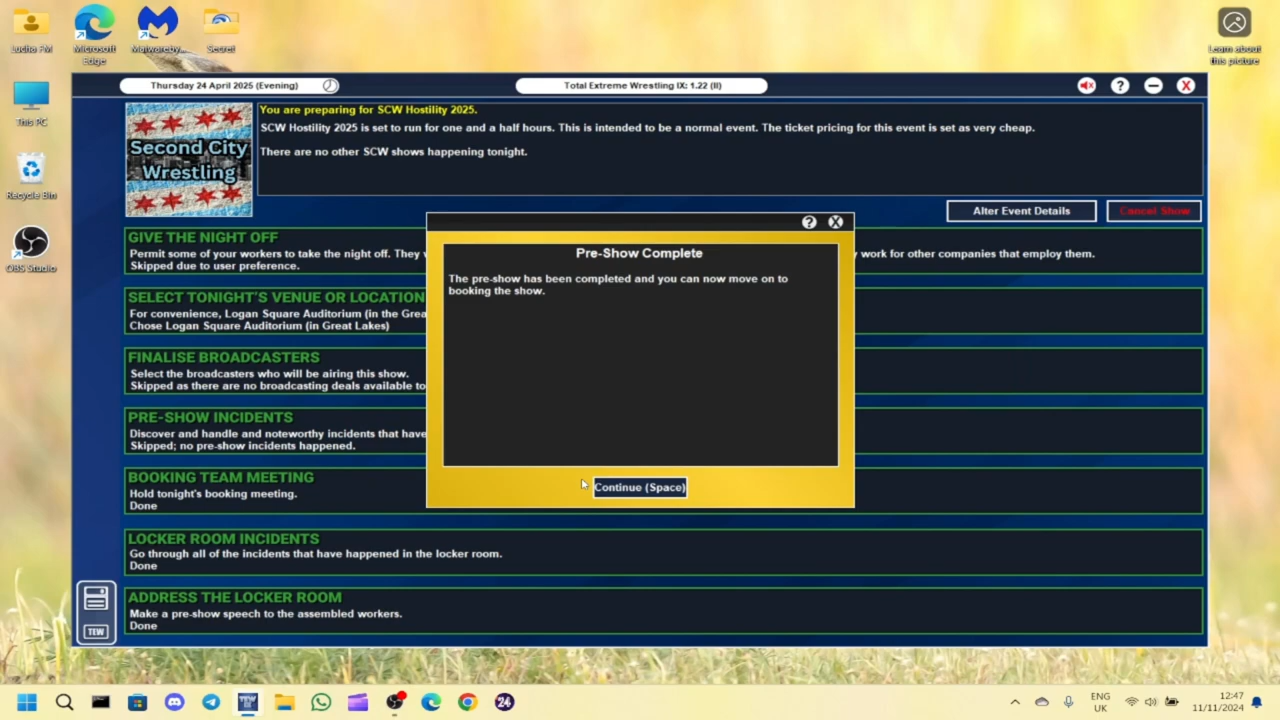 Lucha FM
Microsoft Edge
Malwareby...
Secret
Learn about this picture
This PC
Recycle Bin
OBS Studio
Thursday 24 April 2025 (Evening)
Total Extreme Wrestling IX: 1.22 (II)
?
X
Second City
Wrestling
You are preparing for SCW Hostility 2025.
SCW Hostility 2025 is set to run for one and a half hours. This is intended to be a normal event. The ticket pricing for this event is set as very cheap.
There are no other SCW shows happening tonight.
Alter Event Details
Cancel Show
GIVE THE NIGHT OFF
Permit some of your workers to take the night off. They
work for other companies that employ them.
Skipped due to user preference.
SELECT TONIGHT'S VENUE OR LOCATION
For convenience, Logan Square Auditorium (in the Grea
Chose Logan Square Auditorium (in Great Lakes)
FINALISE BROADCASTERS
Select the broadcasters who will be airing this show.
Skipped as there are no broadcasting deals available to
PRE-SHOW INCIDENTS
Discover and handle and noteworthy incidents that have
Skipped; no pre-show incidents happened.
BOOKING TEAM MEETING
Hold tonight's booking meeting.
Done
LOCKER ROOM INCIDENTS
Go through all of the incidents that have happened in the locker room.
Done
ADDRESS THE LOCKER ROOM
Make a pre-show speech to the assembled workers.
Done
? X
Pre-Show Complete
The pre-show has been completed and you can now move on to
booking the show.
Continue (Space)
TEW
TEW
24
ENG
UK
12:47
11/11/2024